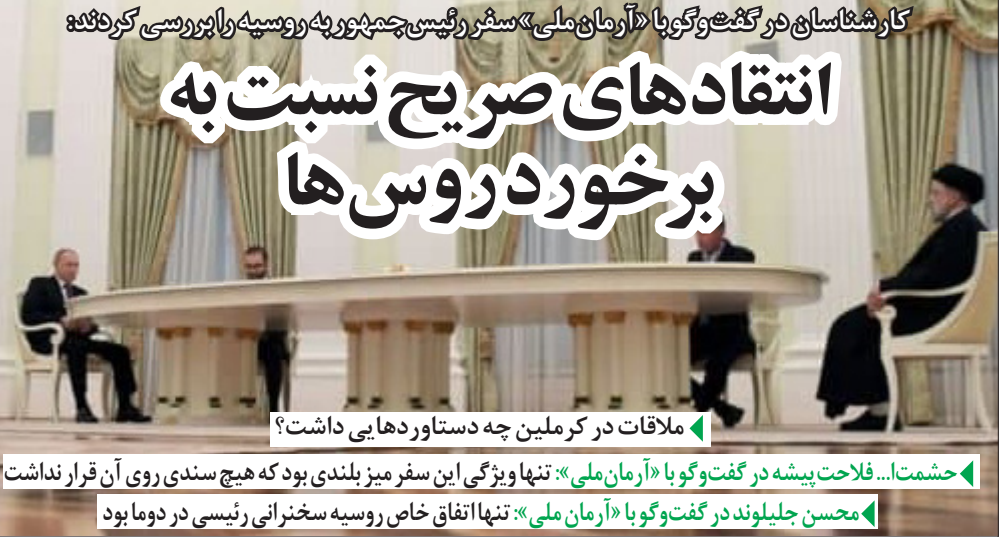 کارشناسان در گفت‌وگو با «آرمان‌ملی» سفر رئیس‌جمهور به روسیه را بررسی کردند:
انتقادهای صریح نسبت به
برخورد روس‌ها
ملاقات در کرملین چه دستاوردهایی داشت؟
حشمت‌ا... فلاحت‌پیشه در گفت‌وگو با «آرمان‌ملی»: تنها ویژگی این سفر میز بلندی بود که هیچ سندی روی آن قرار نداشت
محسن جلیلوند در گفت‌وگو با «آرمان ملی»: تنها اتفاق خاص روسیه سخنرانی رئیسی در دوما بود